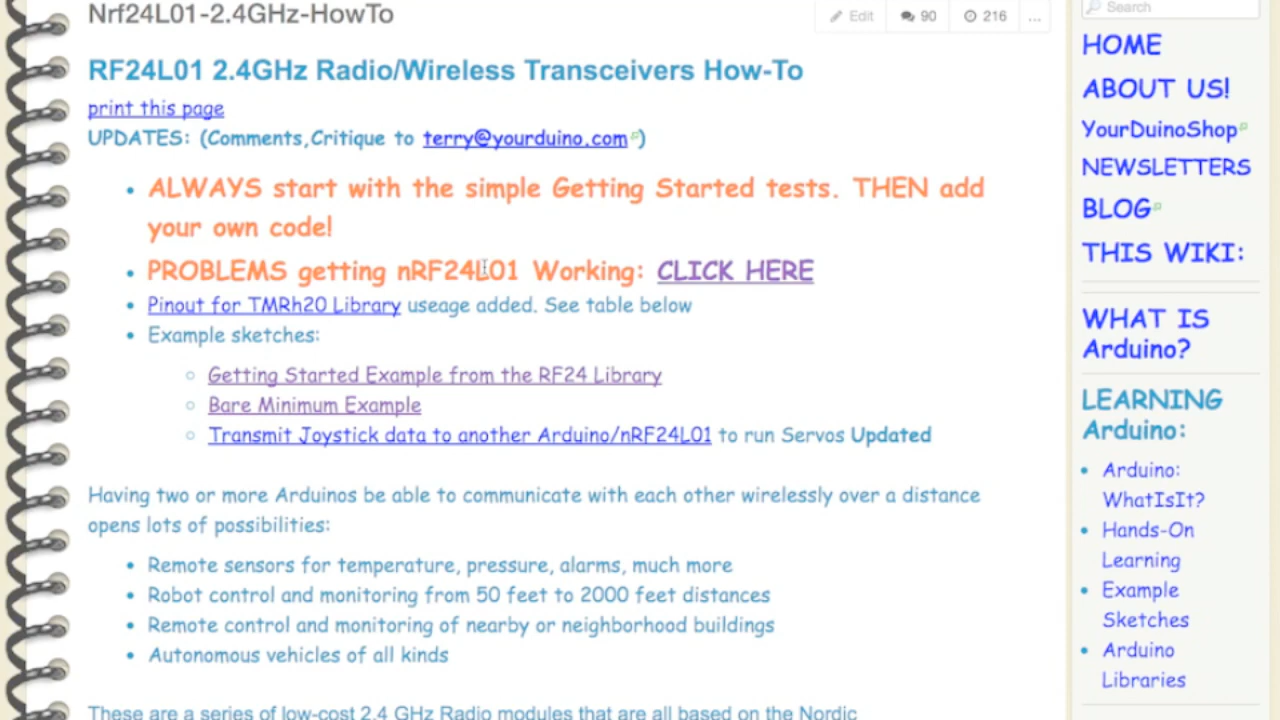 Nrf24L01-2.4GHz-HowTo
Edit
90
216
...
RF24L01 2.4GHz Radio/Wireless Transceivers How-To
print this page
UPDATES: (Comments,Critique to terry@yourduino.com)
ALWAYS start with the simple Getting Started tests. THEN add
your own code!
PROBLEMS getting nRF24L01 Working: CLICK HERE
Pinout for TMRh20 Library useage added. See table below
Example sketches:
Getting Started Example from the RF24 Library
Bare Minimum Example
Transmit Joystick data to another Arduino/nRF24L01 to run Servos Updated
Having two or more Arduinos be able to communicate with each other wirelessly over a distance
opens lots of possibilities:
Remote sensors for temperature, pressure, alarms, much more
Robot control and monitoring from 50 feet to 2000 feet distances
Remote control and monitoring of nearby or neighborhood buildings
Autonomous vehicles of all kinds
These are a series of low-cost 2.4 GHz Radio modules that are all based on the Nordic
Search
HOME
ABOUT US!
YourDuinoShop
NEWSLETTERS
BLOG
THIS WIKI:
WHAT IS
Arduino?
LEARNING
Arduino:
Arduino:
WhatIsIt?
Hands-On
Learning
Example
Sketches
Arduino
Libraries